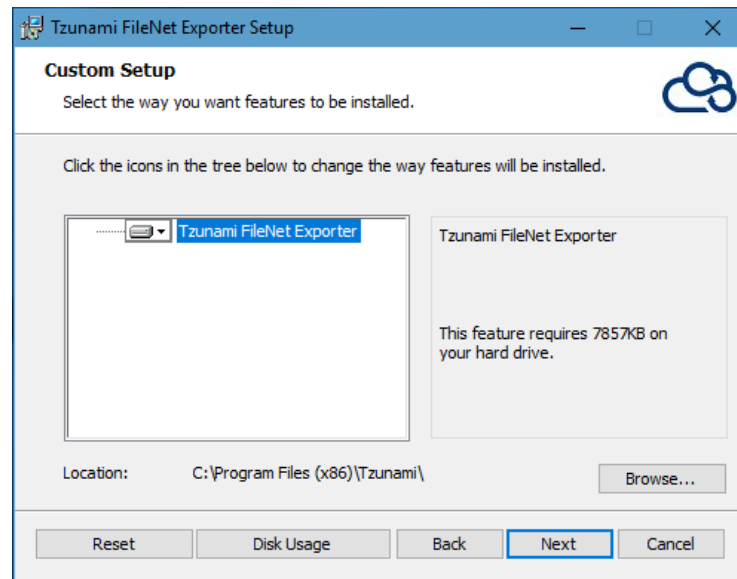 Tzunami FileNet Exporter Setup
Custom Setup
Select the way you want features to be installed.
Click the icons in the tree below to change the way features will be installed.
Tzunami FileNet Exporter
Tzunami FileNet Exporter
This feature requires 7857KB on
your hard drive.
Location: C:\Program Files (x86)\Tzunami\
Browse...
Reset Disk Usage Back Next Cancel